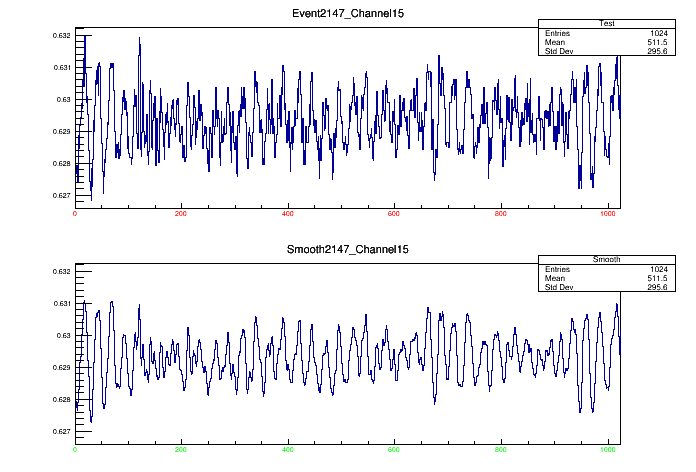 Event2147_Channel15
Test
Entries 1024
Mean 511.5
Std Dev 295.6
0.632
0.631
0.63
0.629
0.628
0.627
0 200 400 600 800 1000
Smooth2147_Channel15
Smooth
Entries 1024
Mean 511.5
Std Dev 295.6
0.632
0.631
0.63
0.629
0.628
0.627
0 200 400 600 800 1000